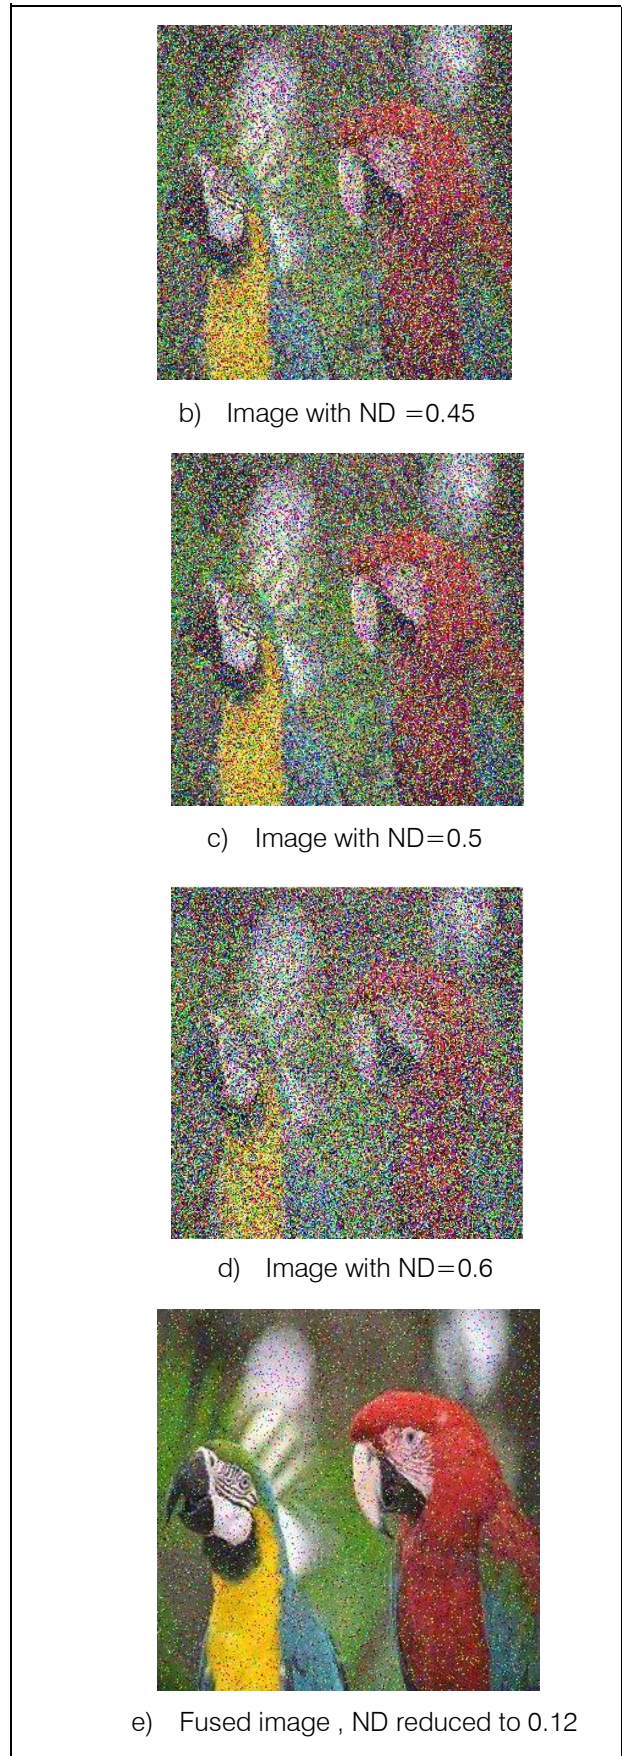 b) Image with ND =0.45
c) Image with ND=0.5
d) Image with ND=0.6
e) Fused image , ND reduced to 0.12